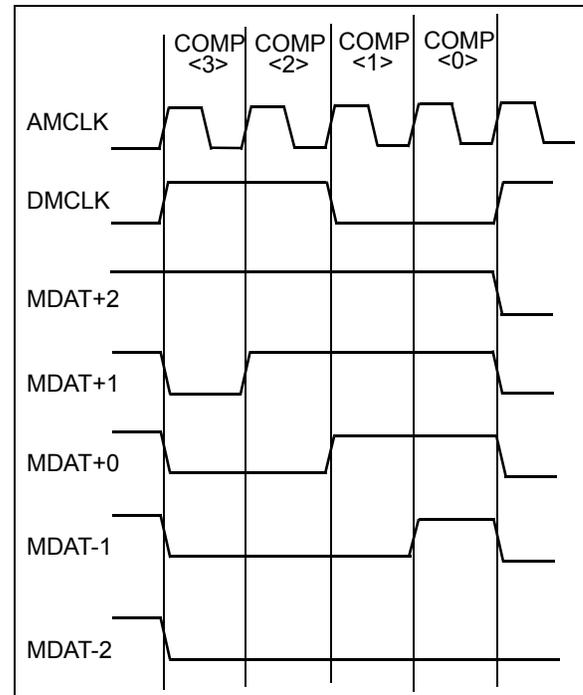 COMP COMP COMP COMP
<3> <2> <1> <0>
AMCLK
DMCLK
MDAT+2
MDAT+1
MDAT+0
MDAT-1
MDAT-2